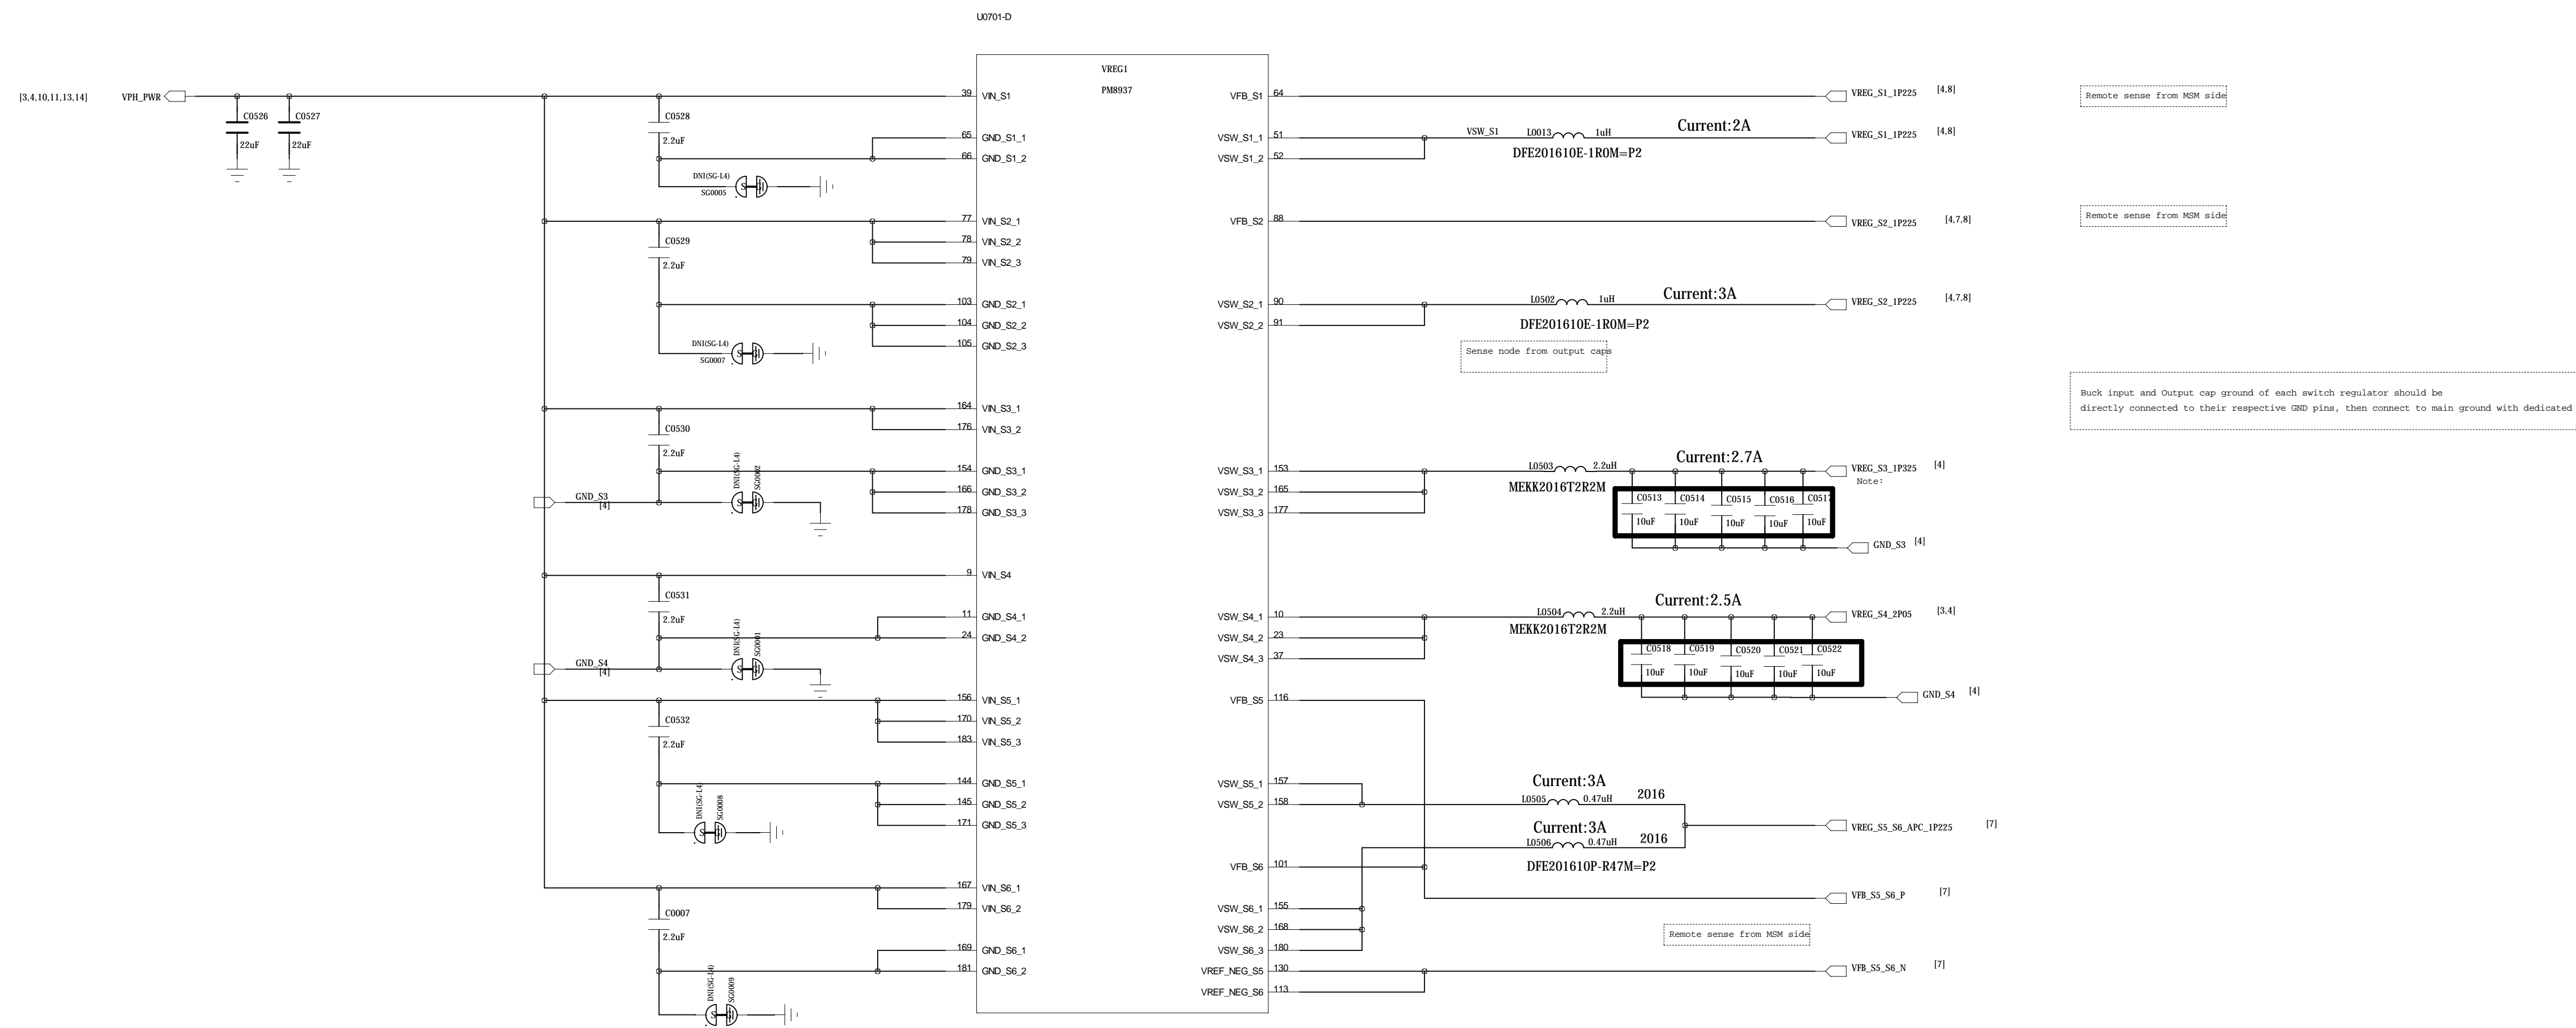 U0701-D
VREG1
PM8937
[3,4,10,11,13,14] VPH_PWR
C0526
22uF
C0527
22uF
C0528
2.2uF
DNI(SG-L4)
SG0005
39 VIN_S1
65 GND_S1_1
66 GND_S1_2
VFB_S1 64
VREG_S1_1P225 [4,8]
Remote sense from MSM side
VSW_S1_1 51
VSW_S1_2 52
VSW_S1 L0013 1uH
Current:2A
VREG_S1_1P225 [4,8]
DFE201610E-1R0M=P2
C0529
2.2uF
DNI(SG-L4)
SG0007
77 VIN_S2_1
78 VIN_S2_2
79 VIN_S2_3
103 GND_S2_1
104 GND_S2_2
105 GND_S2_3
VFB_S2 88
VREG_S2_1P225 [4,7,8]
Remote sense from MSM side
VSW_S2_1 90
VSW_S2_2 91
L0502 1uH
Current:3A
VREG_S2_1P225 [4,7,8]
DFE201610E-1R0M=P2
Sense node from output caps
Buck input and Output cap ground of each switch regulator should be
directly connected to their respective GND pins, then connect to main ground with dedicated
C0530
2.2uF
DNI(SG-L4)
SG0002
GND_S3
[4]
164 VIN_S3_1
176 VIN_S3_2
154 GND_S3_1
166 GND_S3_2
178 GND_S3_3
VSW_S3_1 153
VSW_S3_2 165
VSW_S3_3 177
L0503 2.2uH
Current:2.7A
MEKK2016T2R2M
VREG_S3_1P325 [4]
Note:
C0513 C0514 C0515 C0516 C0517
10uF 10uF 10uF 10uF 10uF
GND_S3 [4]
C0531
2.2uF
DNI(SG-L4)
SG0001
GND_S4
[4]
9 VIN_S4
11 GND_S4_1
24 GND_S4_2
VSW_S4_1 10
VSW_S4_2 23
VSW_S4_3 37
L0504 2.2uH
Current:2.5A
MEKK2016T2R2M
VREG_S4_2P05 [3,4]
C0518 C0519 C0520 C0521 C0522
10uF 10uF 10uF 10uF 10uF
GND_S4 [4]
C0532
2.2uF
DNI(SG-L4)
SG0008
156 VIN_S5_1
170 VIN_S5_2
183 VIN_S5_3
144 GND_S5_1
145 GND_S5_2
171 GND_S5_3
VFB_S5 116
VSW_S5_1 157
VSW_S5_2 158
Current:3A
L0505 0.47uH 2016
Current:3A
L0506 0.47uH 2016
DFE201610P-R47M=P2
VREG_S5_S6_APC_1P225 [7]
C0007
2.2uF
DNI(SG-L4)
SG0009
167 VIN_S6_1
179 VIN_S6_2
169 GND_S6_1
181 GND_S6_2
VFB_S6 101
VSW_S6_1 155
VSW_S6_2 168
VSW_S6_3 180
VREF_NEG_S5 130
VREF_NEG_S6 113
VFB_S5_S6_P [7]
Remote sense from MSM side
VFB_S5_S6_N [7]